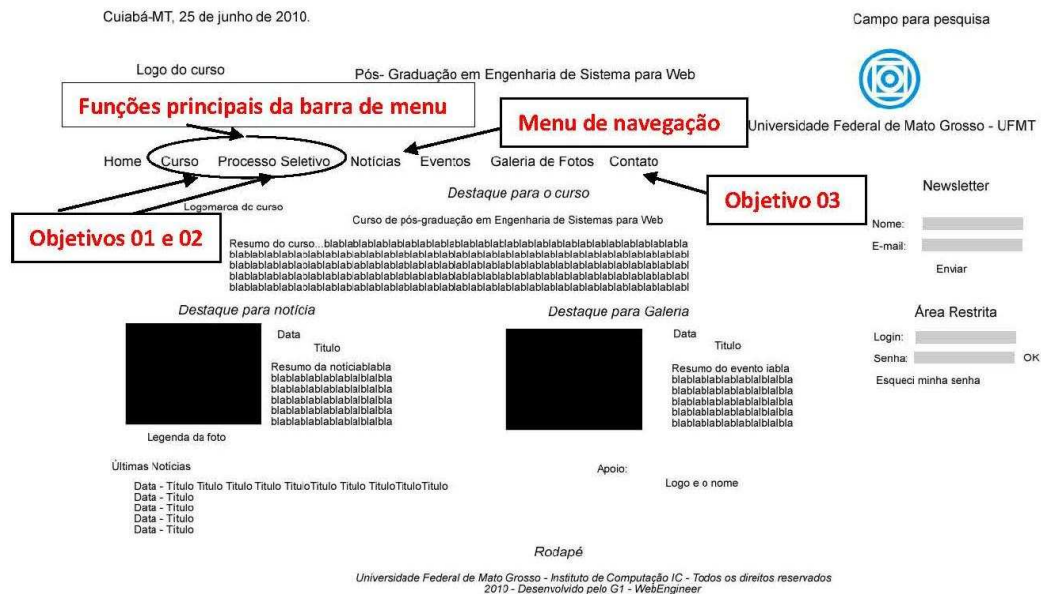 Cuiabá-MT, 25 de junho de 2010.
Campo para pesquisa
Logo do curso
Pós- Graduação em Engenharia de Sistema para Web
Funções principais da barra de menu
Menu de navegação
Universidade Federal de Mato Grosso - UFMT
Home Curso Processo Seletivo Notícias Eventos Galeria de Fotos Contato
Destaque para o curso
Newsletter
Objetivo 03
Logomarca do curso
Curso de pós-graduação em Engenharia de Sistemas para Web
Nome:
Objetivos 01 e 02
E-mail:
Enviar
Destaque para notícia
Destaque para Galeria
Área Restrita
Data
Titulo
Data
Titulo
Login:
Senha: OK
Esqueci minha senha
Legenda da foto
Últimas Notícias
Apoio:
Logo e o nome
Data - Título Titulo Titulo Titulo TituloTitulo Titulo TituloTituloTitulo
Data - Titulo
Data - Titulo
Data - Titulo
Data - Titulo
Rodapé
Universidade Federal de Mato Grosso - Instituto de Computação IC - Todos os direitos reservados
2010 - Desenvolvido pelo G1 - WebEngineer